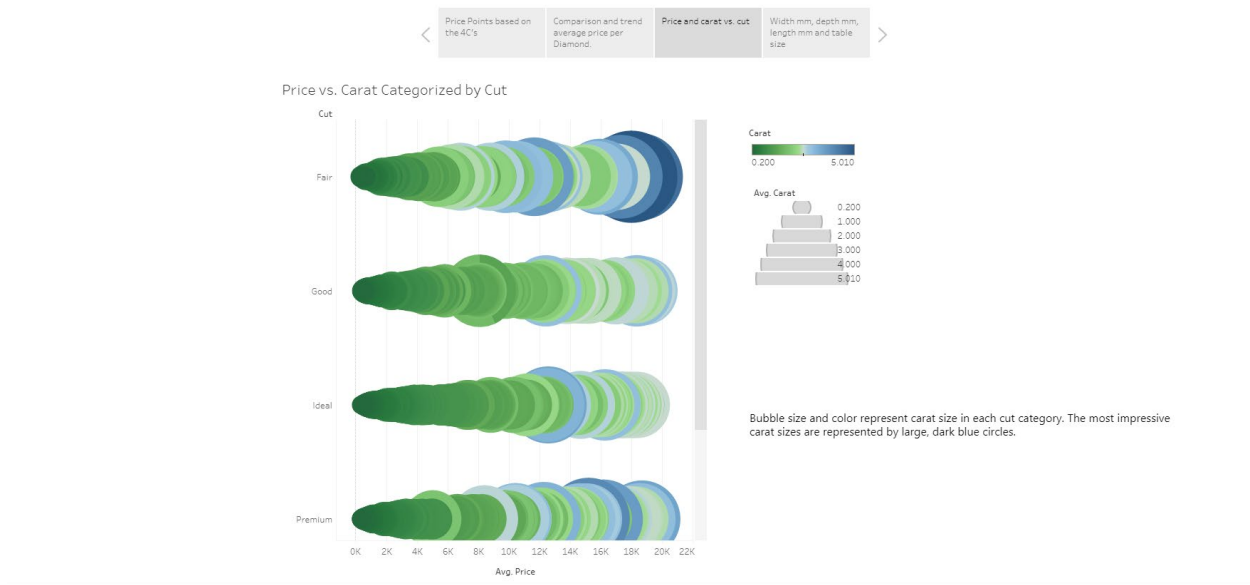 Price Points based on
the 4C's
Comparison and trend
average price per
Diamond.
Price and carat vs. cut
Width mm, depth mm,
length mm and table
size
Price vs. Carat Categorized by Cut
Cut
Fair
Good
Ideal
Premium
0K 2K 4K 6K 8K 10K 12K 14K 16K 18K 20K 22K
Avg. Price
Carat
0.200 5.010
Avg. Carat
0.200
1.000
2.000
3.000
4.000
5.010
Bubble size and color represent carat size in each cut category. The most impressive
carat sizes are represented by large, dark blue circles.